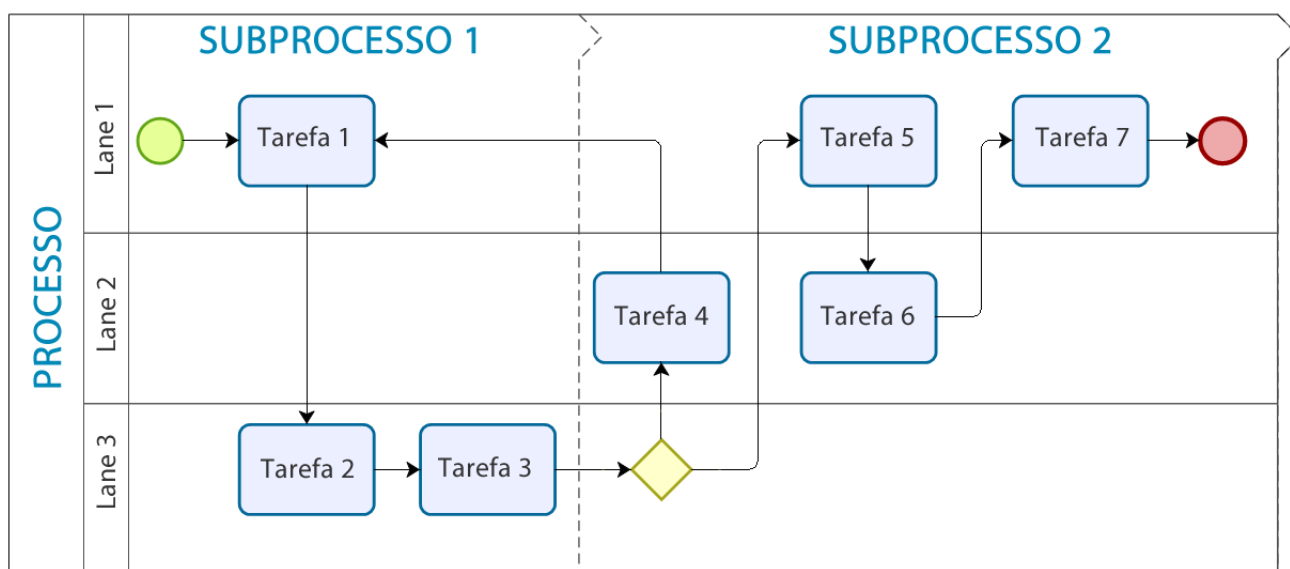 SUBPROCESSO 1
SUBPROCESSO 2
PROCESSO
Lane 1
Tarefa 1
Tarefa 5
Tarefa 7
Lane 2
Tarefa 4
Tarefa 6
Lane 3
Tarefa 2
Tarefa 3